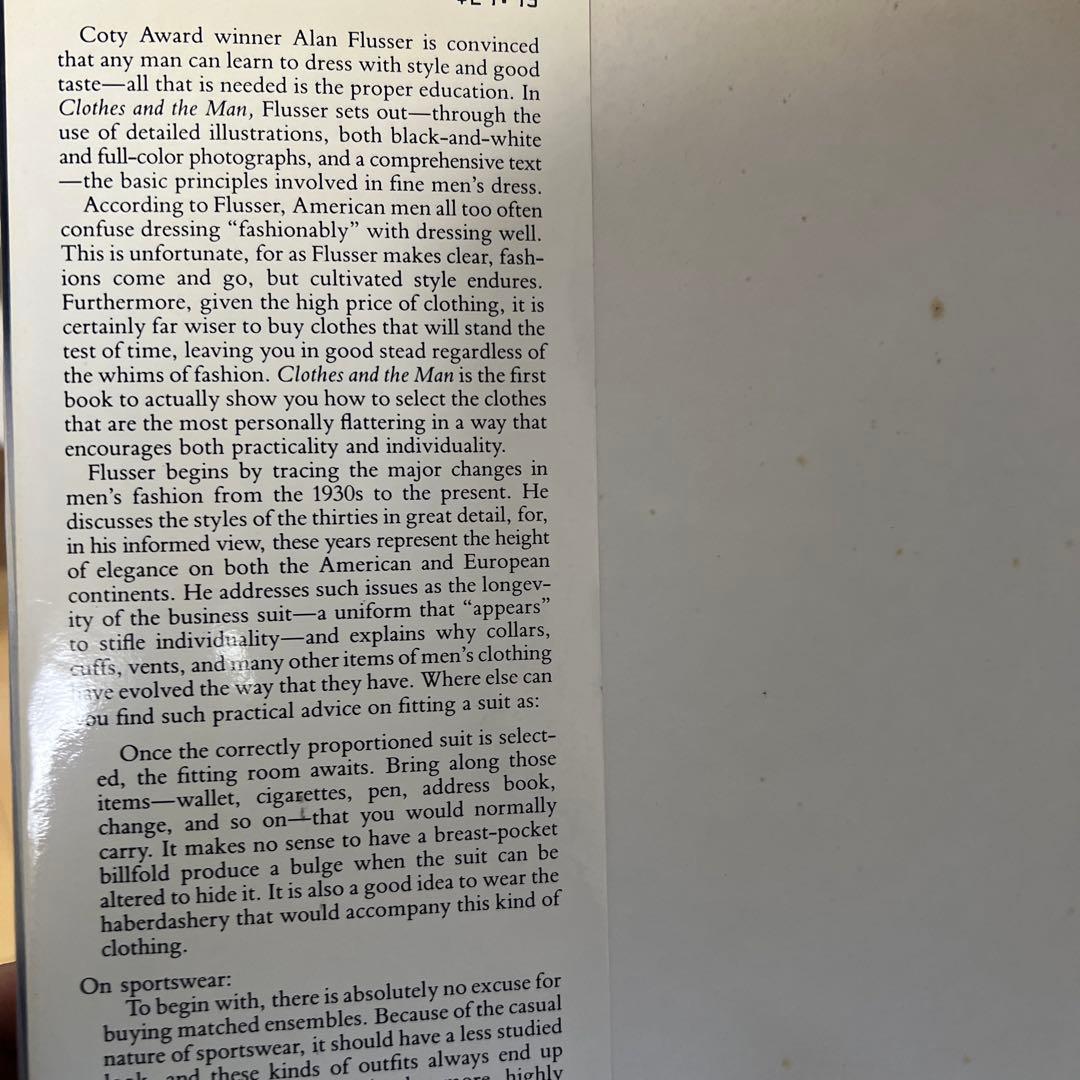 Coty Award winner Alan Flusser is convinced
that any man can learn to dress with style and good
taste—all that is needed is the proper education. In
Clothes and the Man, Flusser sets out—through the
use of detailed illustrations, both black-and-white
and full-color photographs, and a comprehensive text
—the basic principles involved in fine men's dress.
According to Flusser, American men all too often
confuse dressing “fashionably” with dressing well.
This is unfortunate, for as Flusser makes clear, fash-
ions come and go, but cultivated style endures.
Furthermore, given the high price of clothing, it is
certainly far wiser to buy clothes that will stand the
test of time, leaving you in good stead regardless of
the whims of fashion. Clothes and the Man is the first
book to actually show you how to select the clothes
that are the most personally flattering in a way that
encourages both practicality and individuality.
Flusser begins by tracing the major changes in
men's fashion from the 1930s to the present. He
discusses the styles of the thirties in great detail, for,
in his informed view, these years represent the height
of elegance on both the American and European
continents. He addresses such issues as the longev-
ity of the business suit—a uniform that “appears”
to stifle individuality—and explains why collars,
cuffs, vents, and many other items of men's clothing
have evolved the way that they have. Where else can
you find such practical advice on fitting a suit as:
Once the correctly proportioned suit is select-
ed, the fitting room awaits. Bring along those
items—wallet, cigarettes, pen, address book,
change, and so on—that you would normally
carry. It makes no sense to have a breast-pocket
billfold produce a bulge when the suit can be
altered to hide it. It is also a good idea to wear the
haberdashery that would accompany this kind of
clothing.
On sportswear:
To begin with, there is absolutely no excuse for
buying matched ensembles. Because of the casual
nature of sportswear, it should have a less studied
look, and these kinds of outfits always end up
more highly